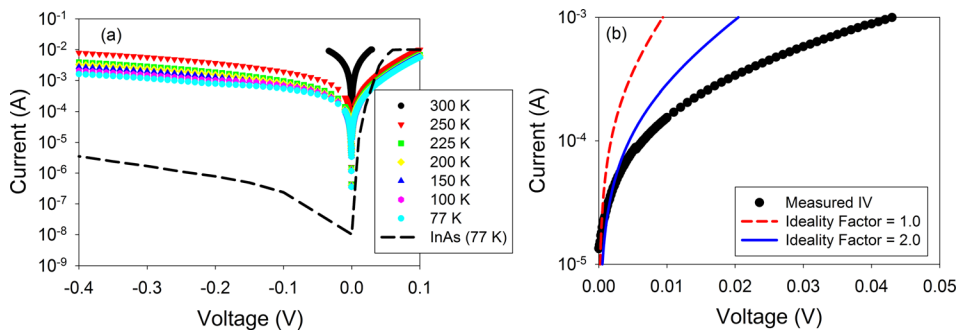 (a)
Current (A)
10⁻¹
10⁻²
10⁻³
10⁻⁴
10⁻⁵
10⁻⁶
10⁻⁷
10⁻⁸
10⁻⁹
-0.4 -0.3 -0.2 -0.1 0.0 0.1
Voltage (V)
300 K
250 K
225 K
200 K
150 K
100 K
77 K
InAs (77 K)
(b)
Current (A)
10⁻³
10⁻⁴
10⁻⁵
0.00 0.01 0.02 0.03 0.04 0.05
Voltage (V)
Measured IV
Ideality Factor = 1.0
Ideality Factor = 2.0